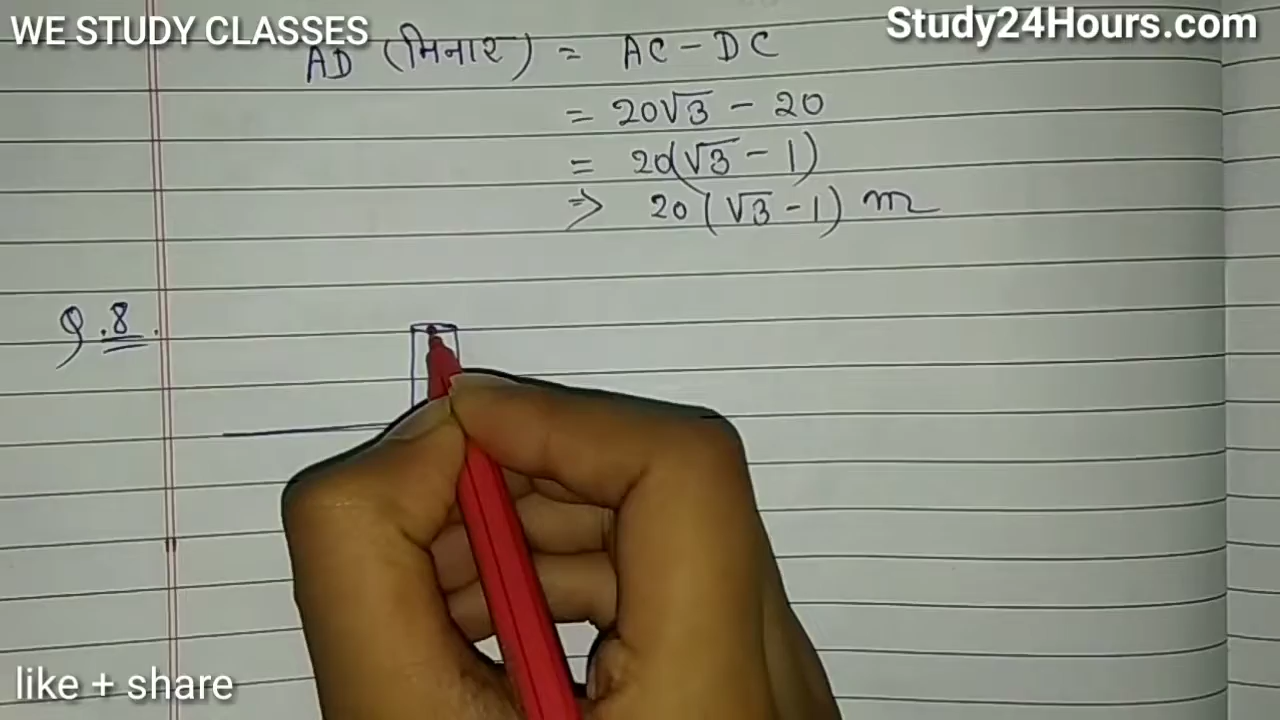 WE STUDY CLASSES
Study24Hours.com
AD (मिनार) = AC - DC
= 20√3 - 20
= 20(√3 - 1)
⇒ 20 (√3 - 1) m
Q.8.
like + share